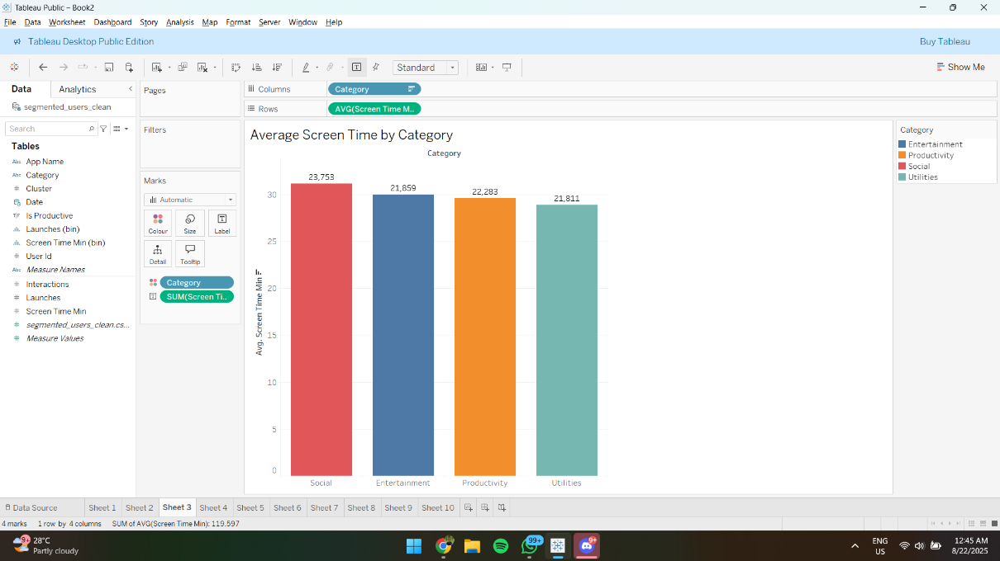 Tableau Public – Book2
File Data Worksheet Dashboard Story Analysis Map Format Server Window Help
Tableau Desktop Public Edition
Buy Tableau
Standard
Show Me
Data
Analytics
segmented_users_clean
Search
Tables
Abc App Name
Abc Category
# Cluster
Date
T|F Is Productive
Launches (bin)
Screen Time Min (bin)
# User Id
Abc Measure Names
# Interactions
# Launches
# Screen Time Min
# segmented_users_clean.cs...
# Measure Values
Pages
Filters
Marks
Automatic
Colour
Size
Label
Detail
Tooltip
Category
SUM(Screen Ti..
Columns
Category
Rows
AVG(Screen Time M..
Average Screen Time by Category
Category
23,753
21,859
22,283
21,811
30
25
20
15
10
5
0
Avg. Screen Time Min
Social
Entertainment
Productivity
Utilities
Category
Entertainment
Productivity
Social
Utilities
Data Source
Sheet 1
Sheet 2
Sheet 3
Sheet 4
Sheet 5
Sheet 6
Sheet 7
Sheet 8
Sheet 9
Sheet 10
4 marks
1 row by 4 columns
SUM of AVG(Screen Time Min): 119.597
9+
28°C
Partly cloudy
99+
9+
ENG
US
12:45 AM
8/22/2025